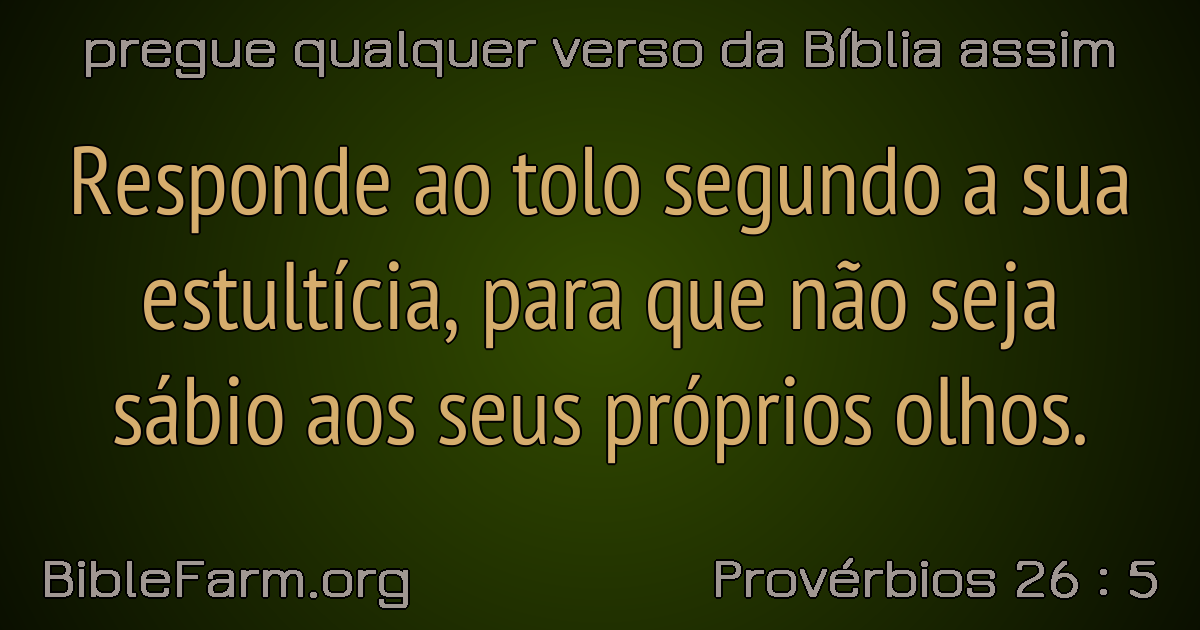 pregue qualquer verso da Bíblia assim
Responde ao tolo segundo a sua
estultícia, para que não seja
sábio aos seus próprios olhos.
BibleFarm.org
Provérbios 26 : 5